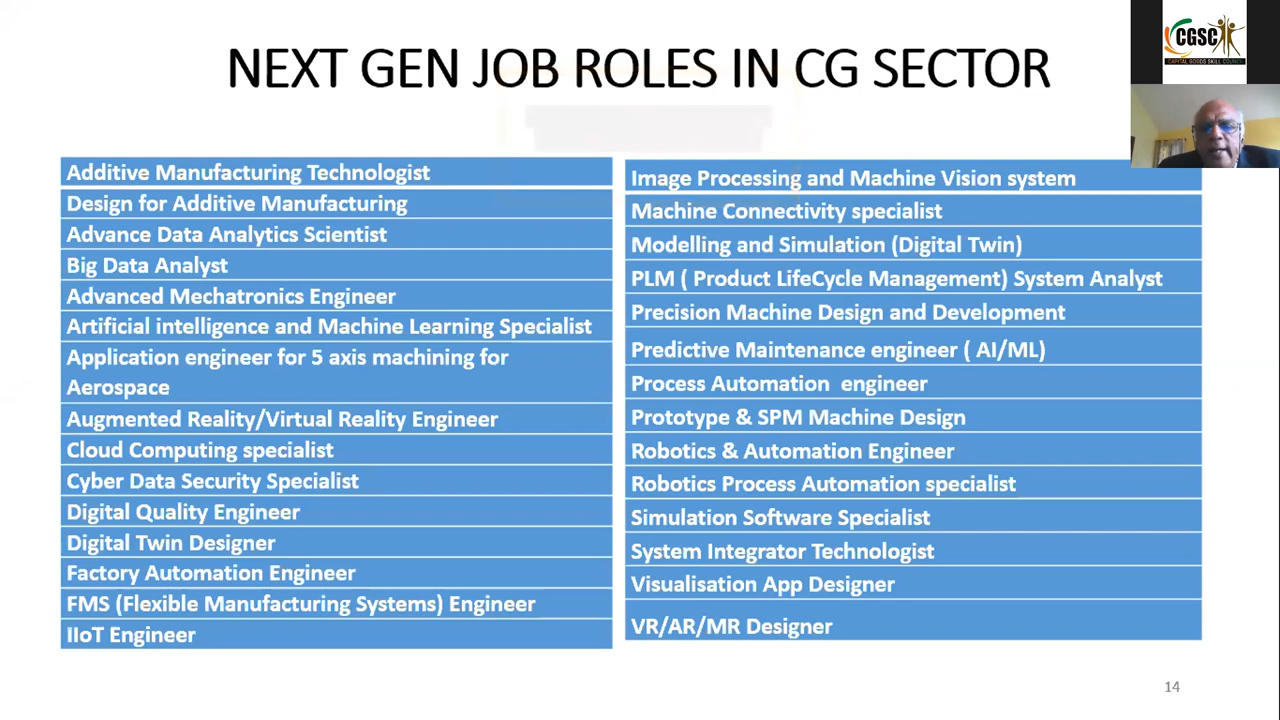 NEXT GEN JOB ROLES IN CG SECTOR
CGSC
CAPITAL GOODS SKILL COUNCIL
Additive Manufacturing Technologist
Design for Additive Manufacturing
Advance Data Analytics Scientist
Big Data Analyst
Advanced Mechatronics Engineer
Artificial intelligence and Machine Learning Specialist
Application engineer for 5 axis machining for
Aerospace
Augmented Reality/Virtual Reality Engineer
Cloud Computing specialist
Cyber Data Security Specialist
Digital Quality Engineer
Digital Twin Designer
Factory Automation Engineer
FMS (Flexible Manufacturing Systems) Engineer
IIoT Engineer
Image Processing and Machine Vision system
Machine Connectivity specialist
Modelling and Simulation (Digital Twin)
PLM ( Product LifeCycle Management) System Analyst
Precision Machine Design and Development
Predictive Maintenance engineer ( AI/ML)
Process Automation  engineer
Prototype & SPM Machine Design
Robotics & Automation Engineer
Robotics Process Automation specialist
Simulation Software Specialist
System Integrator Technologist
Visualisation App Designer
VR/AR/MR Designer
14